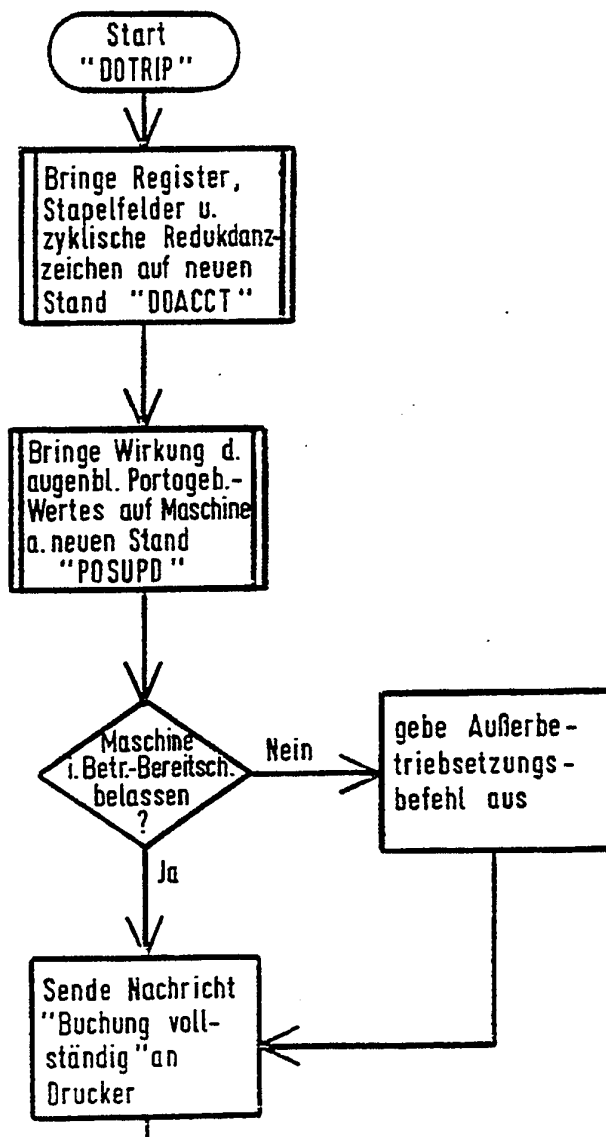 Start
"DOTRIP"
Bringe Register,
Stapelfelder u.
zyklische Redukdanz-
zeichen auf neuen
Stand "DOACCT"
Bringe Wirkung d.
augenbl. Portogeb.-
Wertes auf Maschine
a. neuen Stand
"POSUPD"
Maschine
i. Betr.-Bereitsch.
belassen
?
Nein
gebe Außerbe-
triebsetzungs-
befehl aus
Ja
Sende Nachricht
"Buchung voll-
ständig" an
Drucker